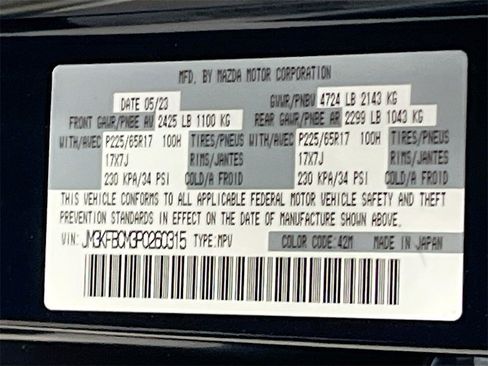 MFD. BY MAZDA MOTOR CORPORATION
DATE 05/23 GVWR/PNBV 4724 LB 2143 KG
FRONT GAWR/PNBE AV 2425 LB 1100 KG REAR GAWR/PNBE AR 2299 LB 1043 KG
WITH/AVEC P225/65R17 100H TIRES/PNEUS WITH/AVEC P225/65R17 100H TIRES/PNEUS
17X7J RIMS/JANTES 17X7J RIMS/JANTES
230 KPA/34 PSI COLD/A FROID 230 KPA/34 PSI COLD/A FROID
THIS VEHICLE CONFORMS TO ALL APPLICABLE FEDERAL MOTOR VEHICLE SAFETY AND THEFT
PREVENTION STANDARDS IN EFFECT ON THE DATE OF MANUFACTURE SHOWN ABOVE.
VIN: JM3KFBCM3P0260315 TYPE: MPV COLOR CODE: 42M MADE IN JAPAN